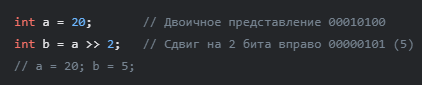 int a = 20;      // Двоичное представление 00010100
int b = a >> 2;   // Сдвиг на 2 бита вправо 00000101 (5)
// a = 20; b = 5;